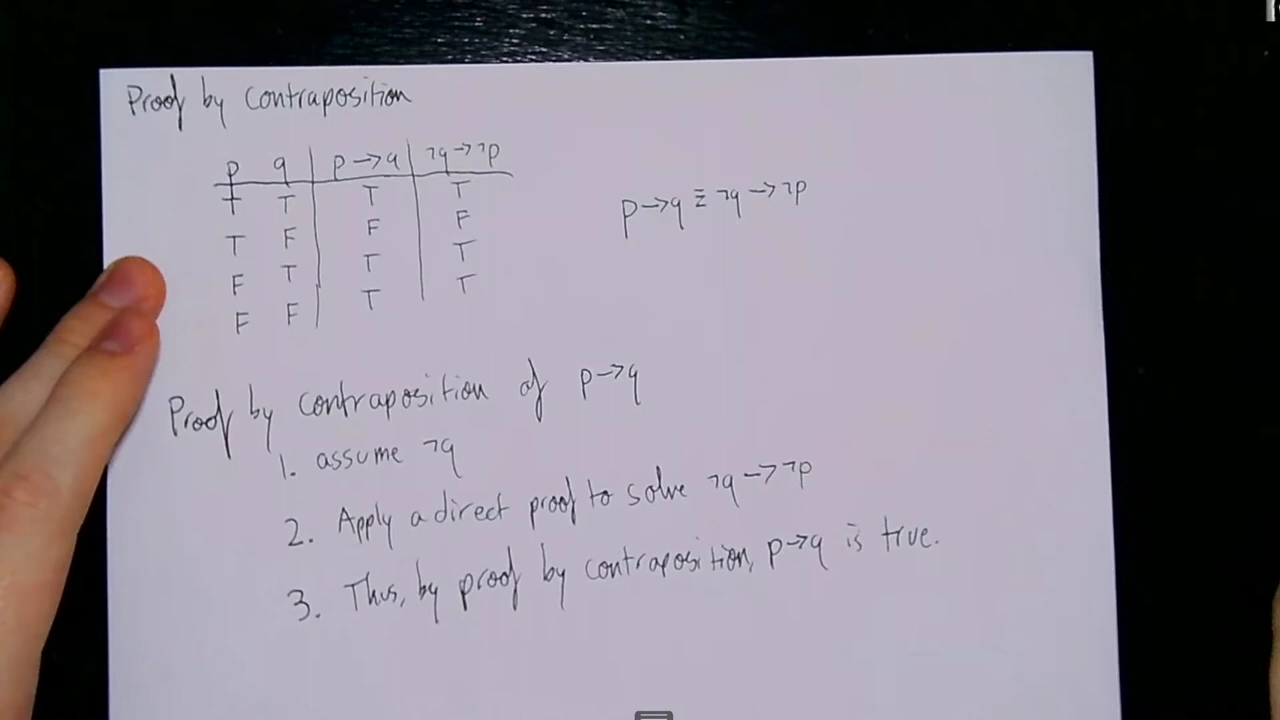 Proof by Contraposition
p q p→q ¬q→¬p
T T T T
T F F F
F T T T
F F T T
p→q ≡ ¬q→¬p
Proof by contraposition of p→q
1. assume ¬q
2. Apply a direct proof to solve ¬q→¬p
3. Thus, by proof by contraposition, p→q is true.